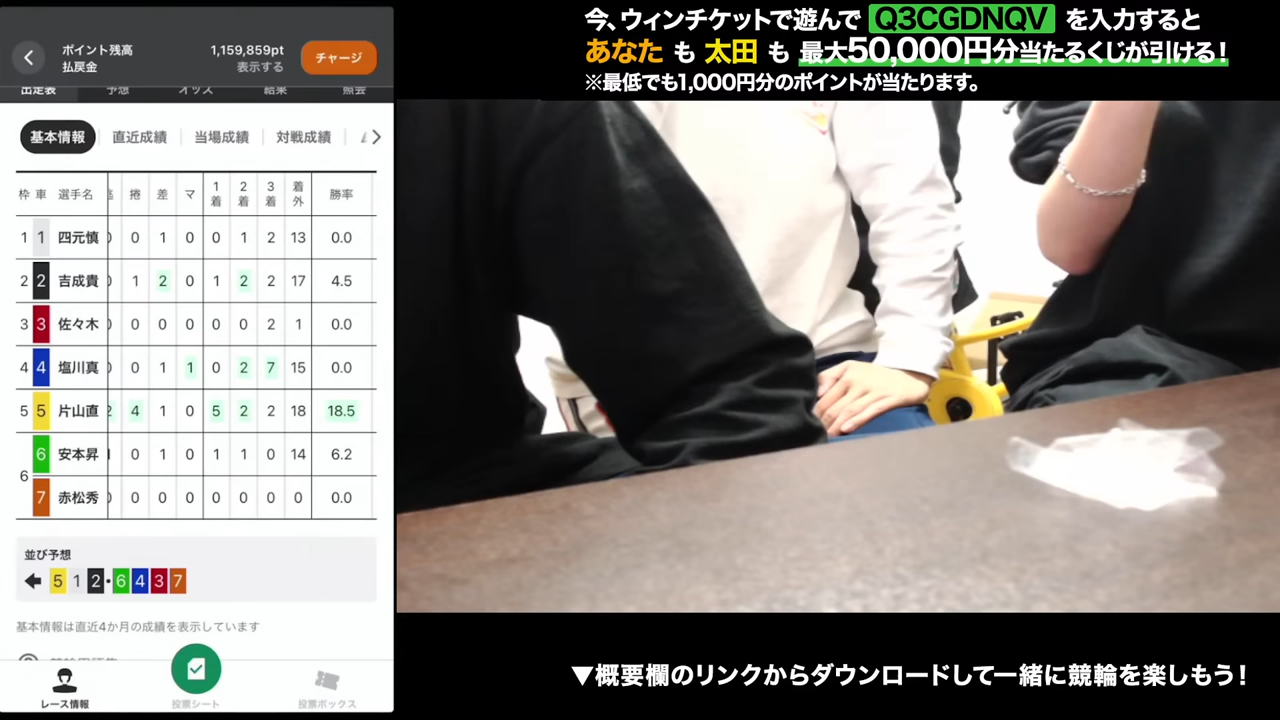 ポイント残高 1,159,859pt チャージ
払戻金 表示する
出走表 予想 オッズ 結果 照会
基本情報 直近成績 当場成績 対戦成績
枠 車 選手名 捲 差 マ 1着 2着 3着 着外 勝率
1 1 四元慎 0 1 0 0 1 2 13 0.0
2 2 吉成貴 1 2 0 1 2 2 17 4.5
3 3 佐々木 0 0 0 0 0 2 1 0.0
4 4 塩川真 0 1 1 0 2 7 15 0.0
5 5 片山直 2 4 1 0 5 2 2 18 18.5
6 6 安本昇 0 1 0 1 1 0 14 6.2
7 赤松秀 0 0 0 0 0 0 0 0.0
並び予想
5 1 2・6 4 3 7
基本情報は直近4か月の成績を表示しています
レース情報 投票シート 投票ボックス
今、ウィンチケットで遊んで Q3CGDNQV を入力すると
あなた も 太田 も 最大50,000円分当たるくじが引ける!
※最低でも1,000円分のポイントが当たります。
▼概要欄のリンクからダウンロードして一緒に競輪を楽しもう!